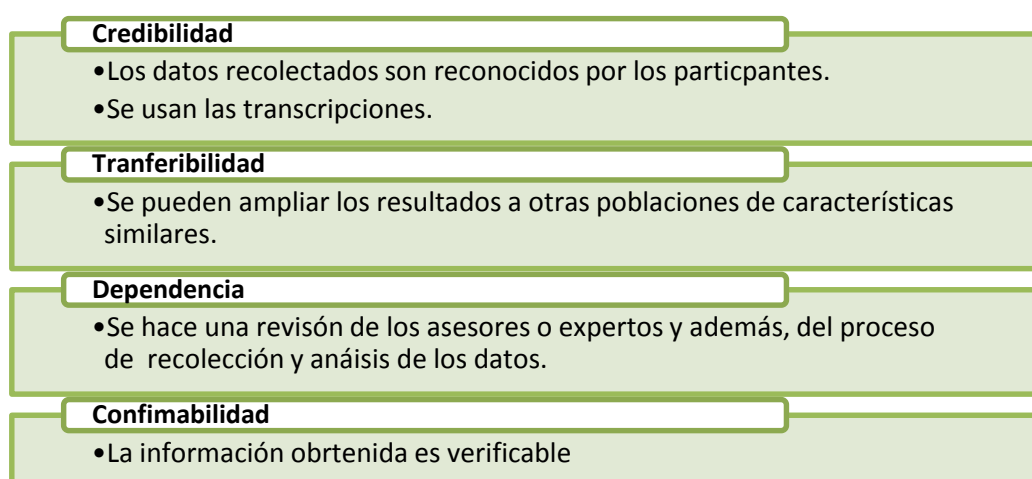 Credibilidad
•Los datos recolectados son reconocidos por los particpantes.
•Se usan las transcripciones.
Tranferibilidad
•Se pueden ampliar los resultados a otras poblaciones de características
similares.
Dependencia
•Se hace una revisón de los asesores o expertos y además, del proceso
de recolección y anáisis de los datos.
Confimabilidad
•La información obrtenida es verificable